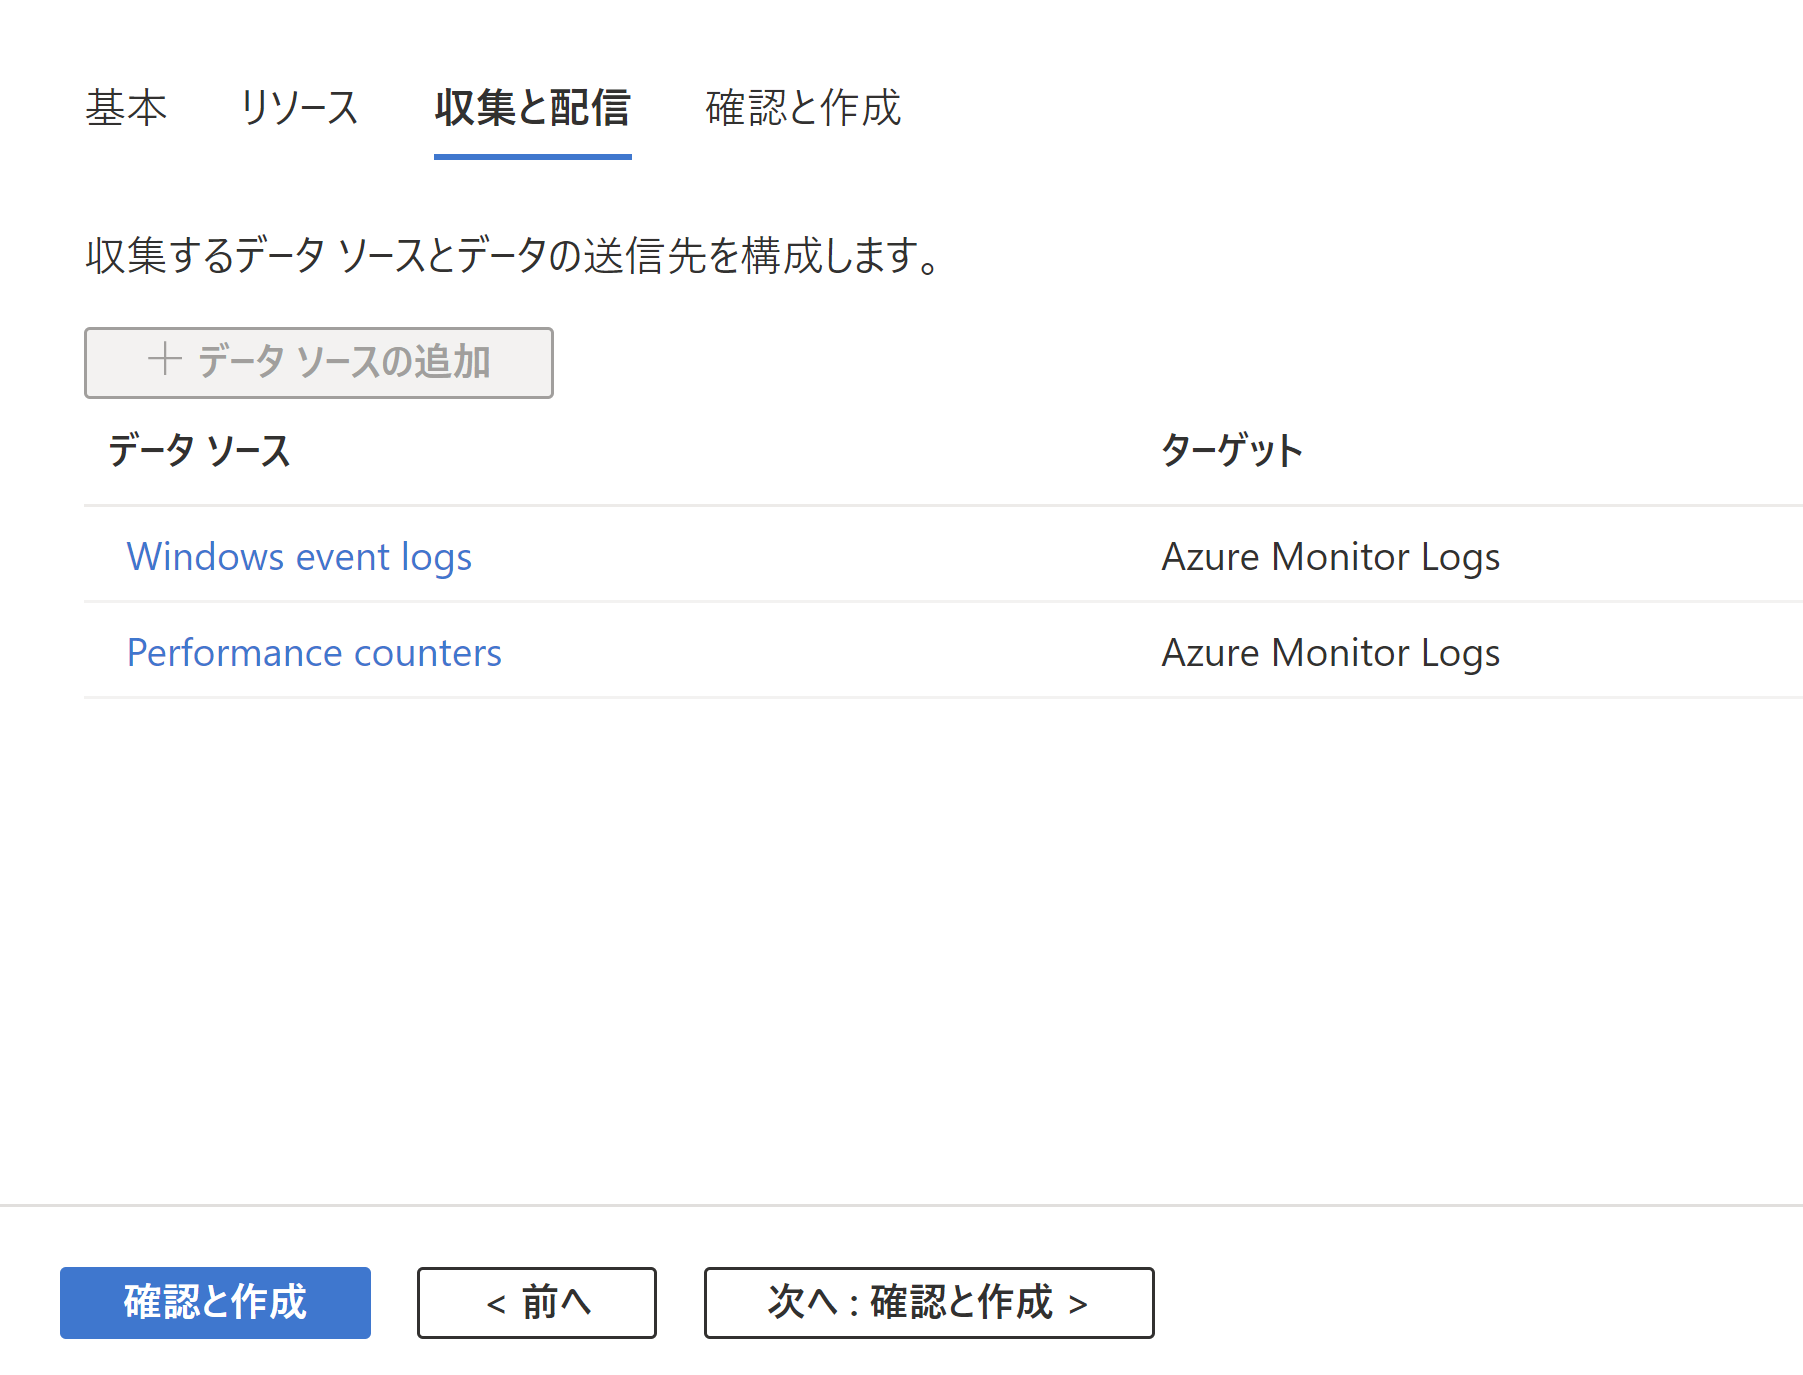 基本 リソース 収集と配信 確認と作成
収集するデータ ソースとデータの送信先を構成します。
+ データ ソースの追加
データ ソース ターゲット
Windows event logs Azure Monitor Logs
Performance counters Azure Monitor Logs
確認と作成 < 前へ 次へ : 確認と作成 >